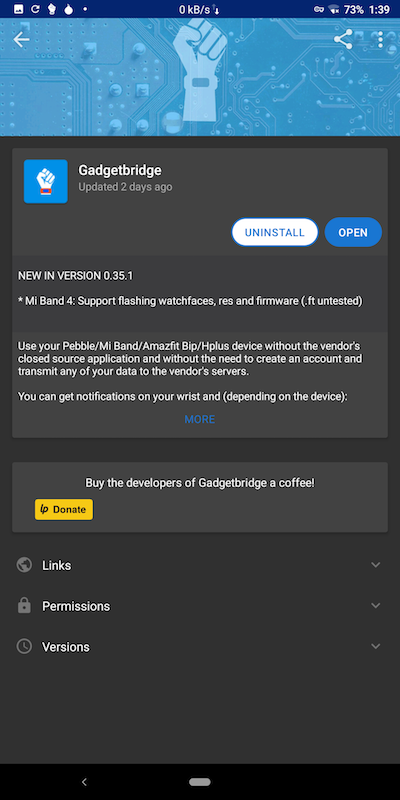 0 kB/s 73% 1:39
Gadgetbridge
Updated 2 days ago
UNINSTALL OPEN
NEW IN VERSION 0.35.1
* Mi Band 4: Support flashing watchfaces, res and firmware (.ft untested)
Use your Pebble/Mi Band/Amazfit Bip/Hplus device without the vendor's
closed source application and without the need to create an account and
transmit any of your data to the vendor's servers.
You can get notifications on your wrist and (depending on the device):
MORE
Buy the developers of Gadgetbridge a coffee!
lp Donate
Links
Permissions
Versions